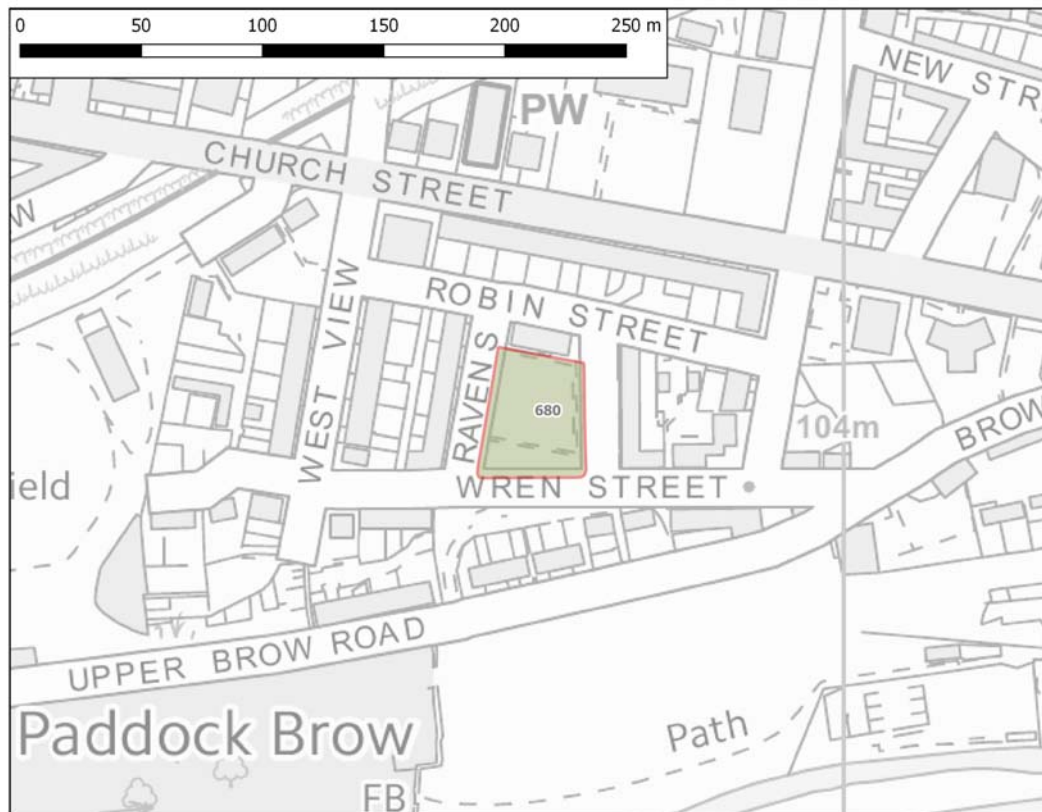 0 50 100 150 200 250 m
NEW STR
PW
CHURCH STREET
W
ROBIN STREET
WEST VIEW
RAVENS
680
104m
BROW
ield
WREN STREET
UPPER BROW ROAD
Paddock Brow
Path
FB